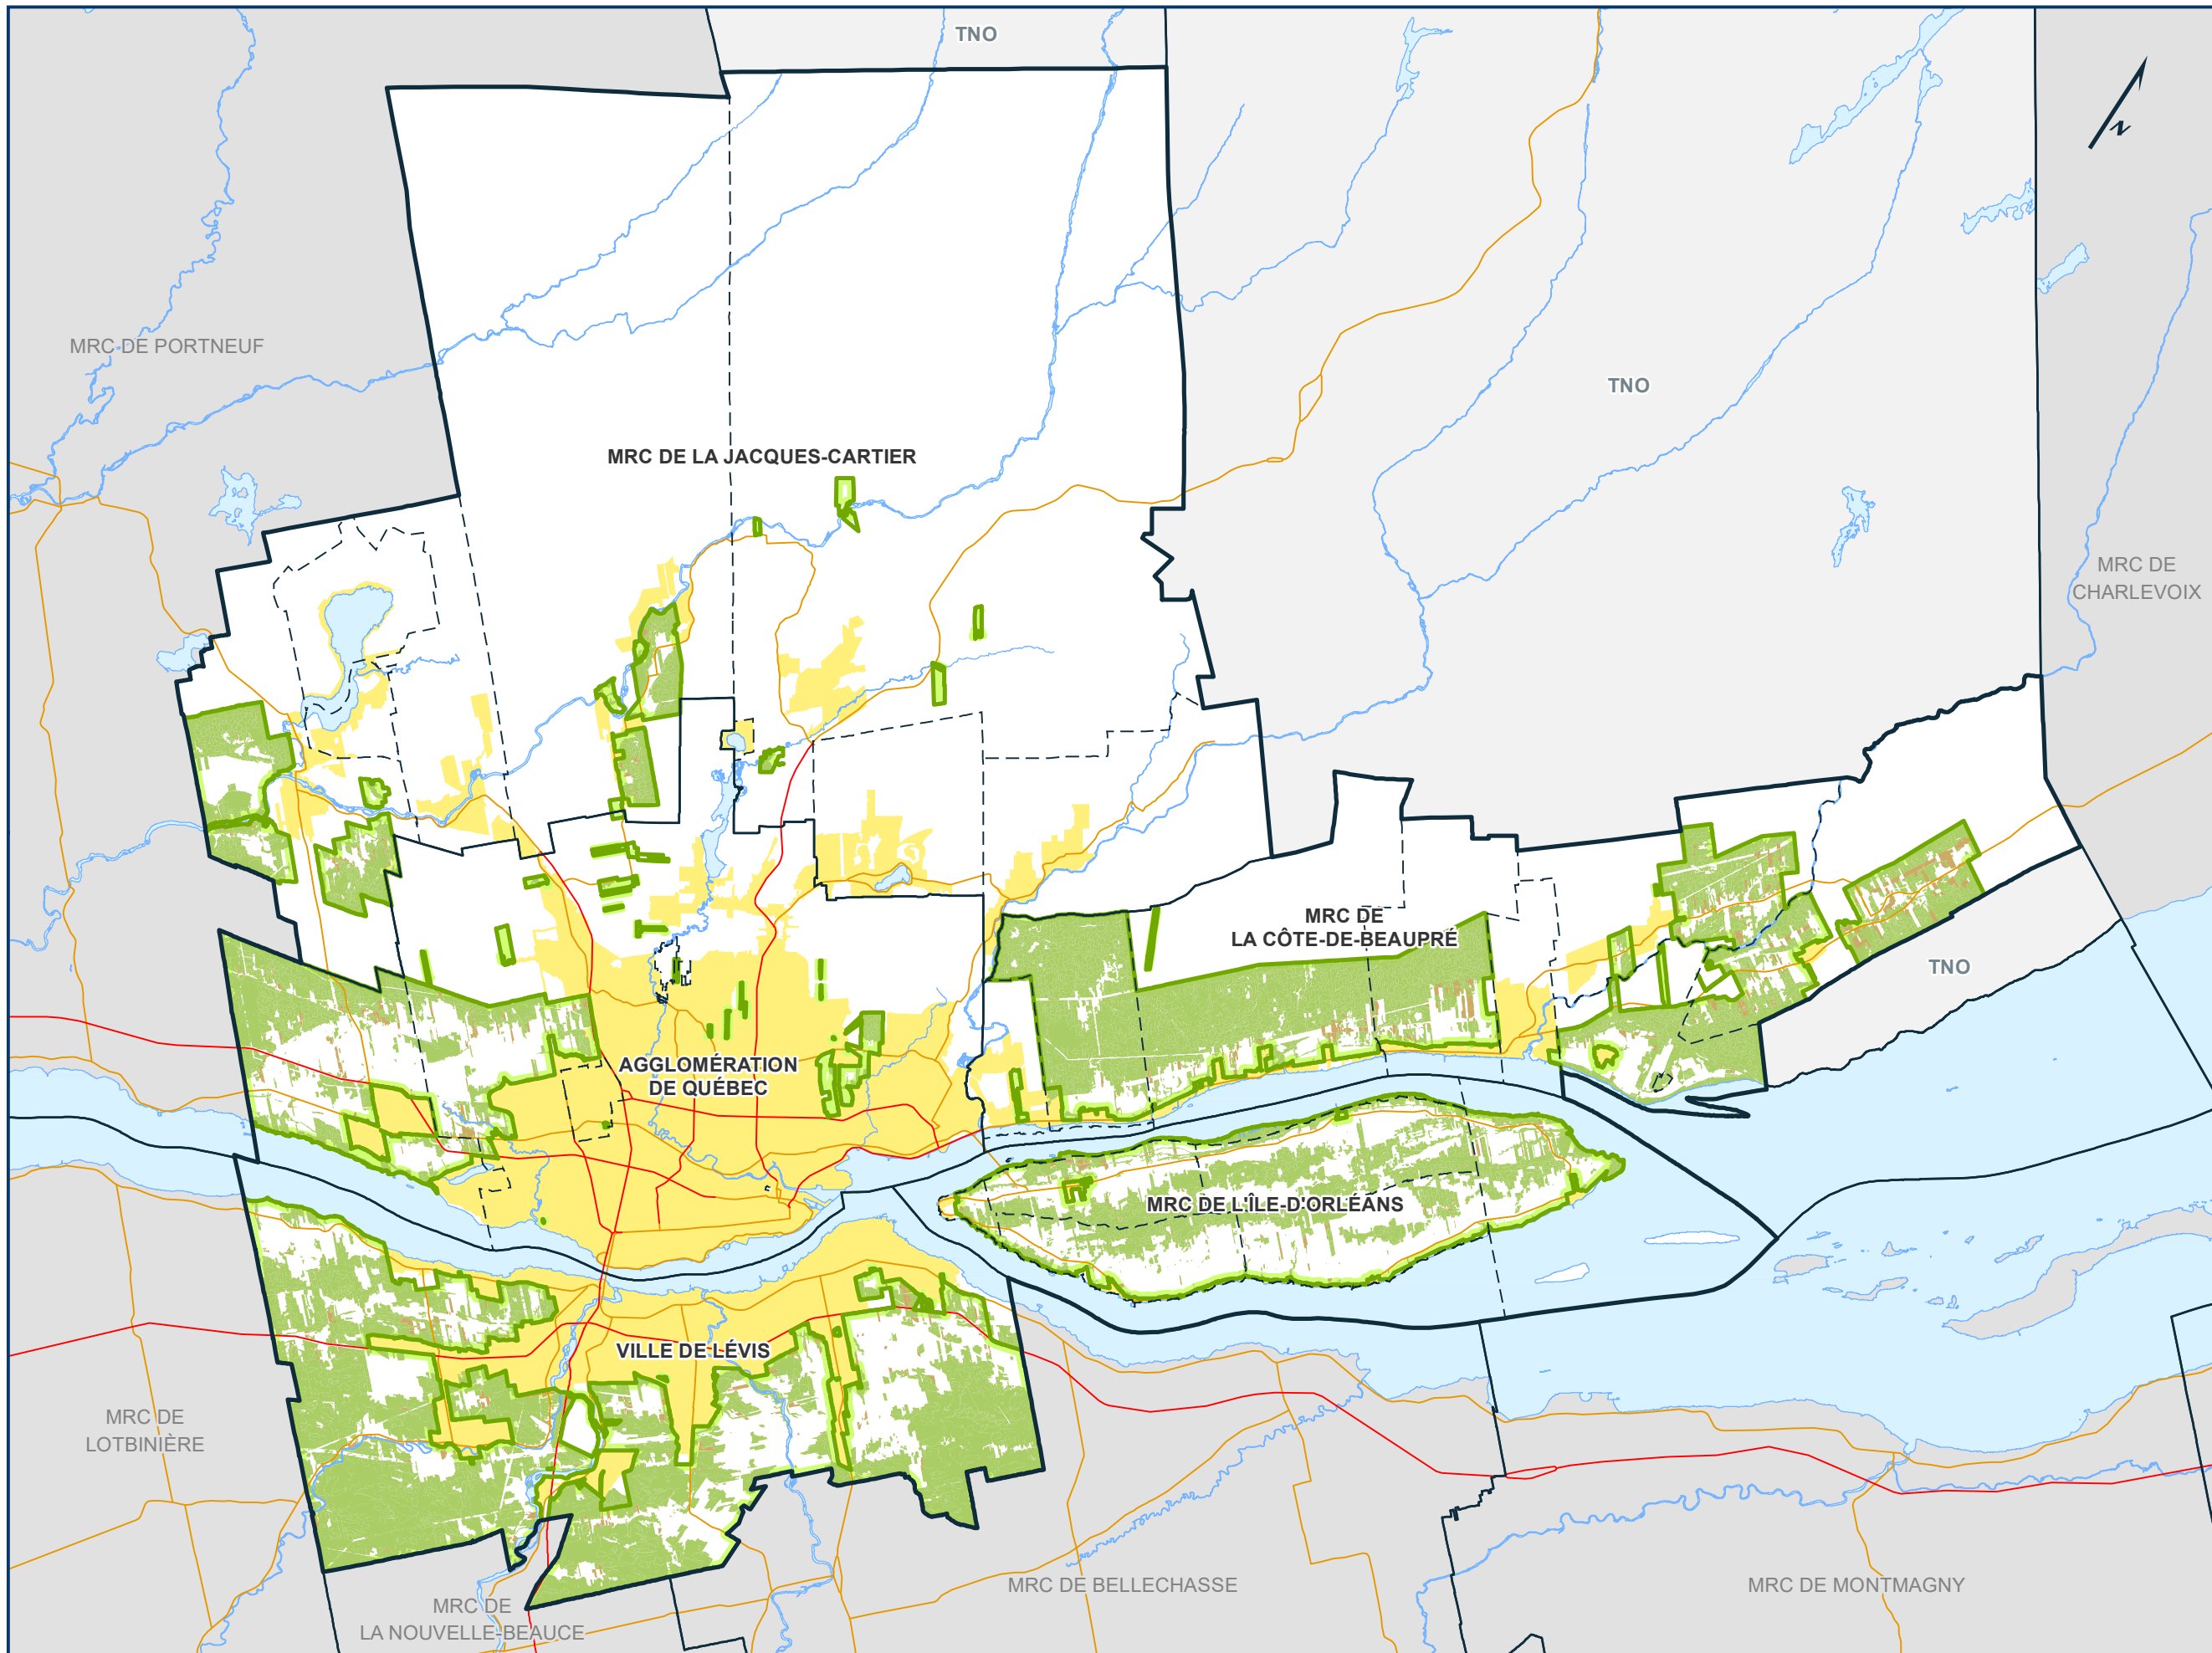 TNO
N
MRC DE PORTNEUF
TNO
MRC DE LA JACQUES-CARTIER
MRC DE
CHARLEVOIX
MRC DE
LA CÔTE-DE-BEAUPRÉ
TNO
AGGLOMÉRATION
DE QUÉBEC
MRC DE L'ÎLE-D'ORLÉANS
VILLE DE LÉVIS
MRC DE
LOTBINIÈRE
MRC DE BELLECHASSE
MRC DE MONTMAGNY
MRC DE
LA NOUVELLE-BEAUCE